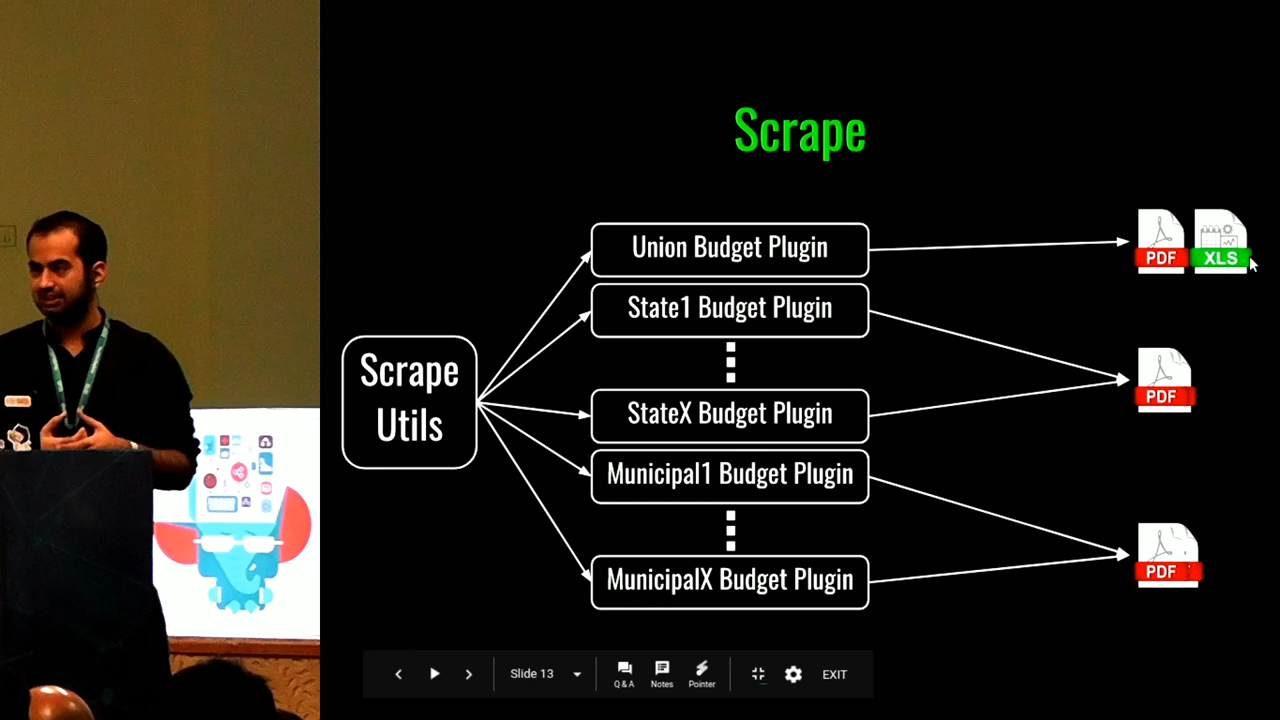 Scrape
Union Budget Plugin
PDF
XLS
State1 Budget Plugin
Scrape
Utils
PDF
StateX Budget Plugin
Municipal1 Budget Plugin
MunicipalX Budget Plugin
PDF
Slide 13
Q & A
Notes
Pointer
EXIT